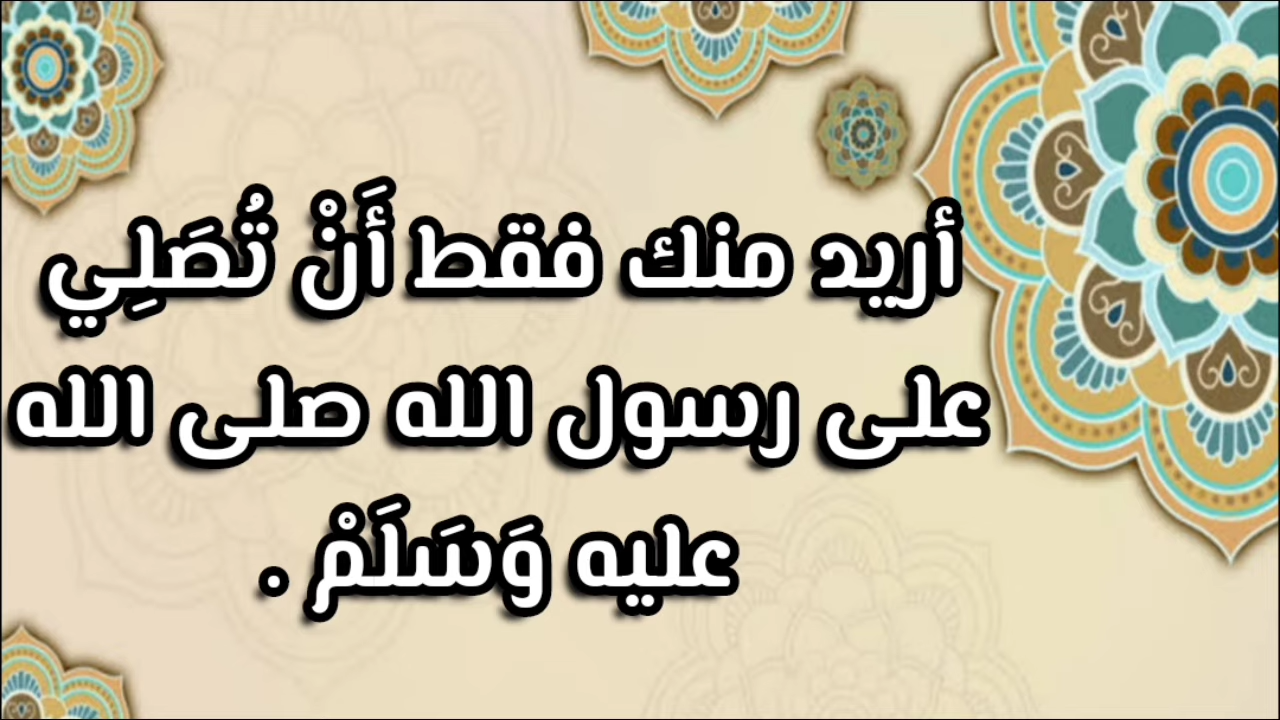 أريد منك فقط أَنْ تُصَلِي
على رسول الله صلى الله
عليه وَسَلَمْ .